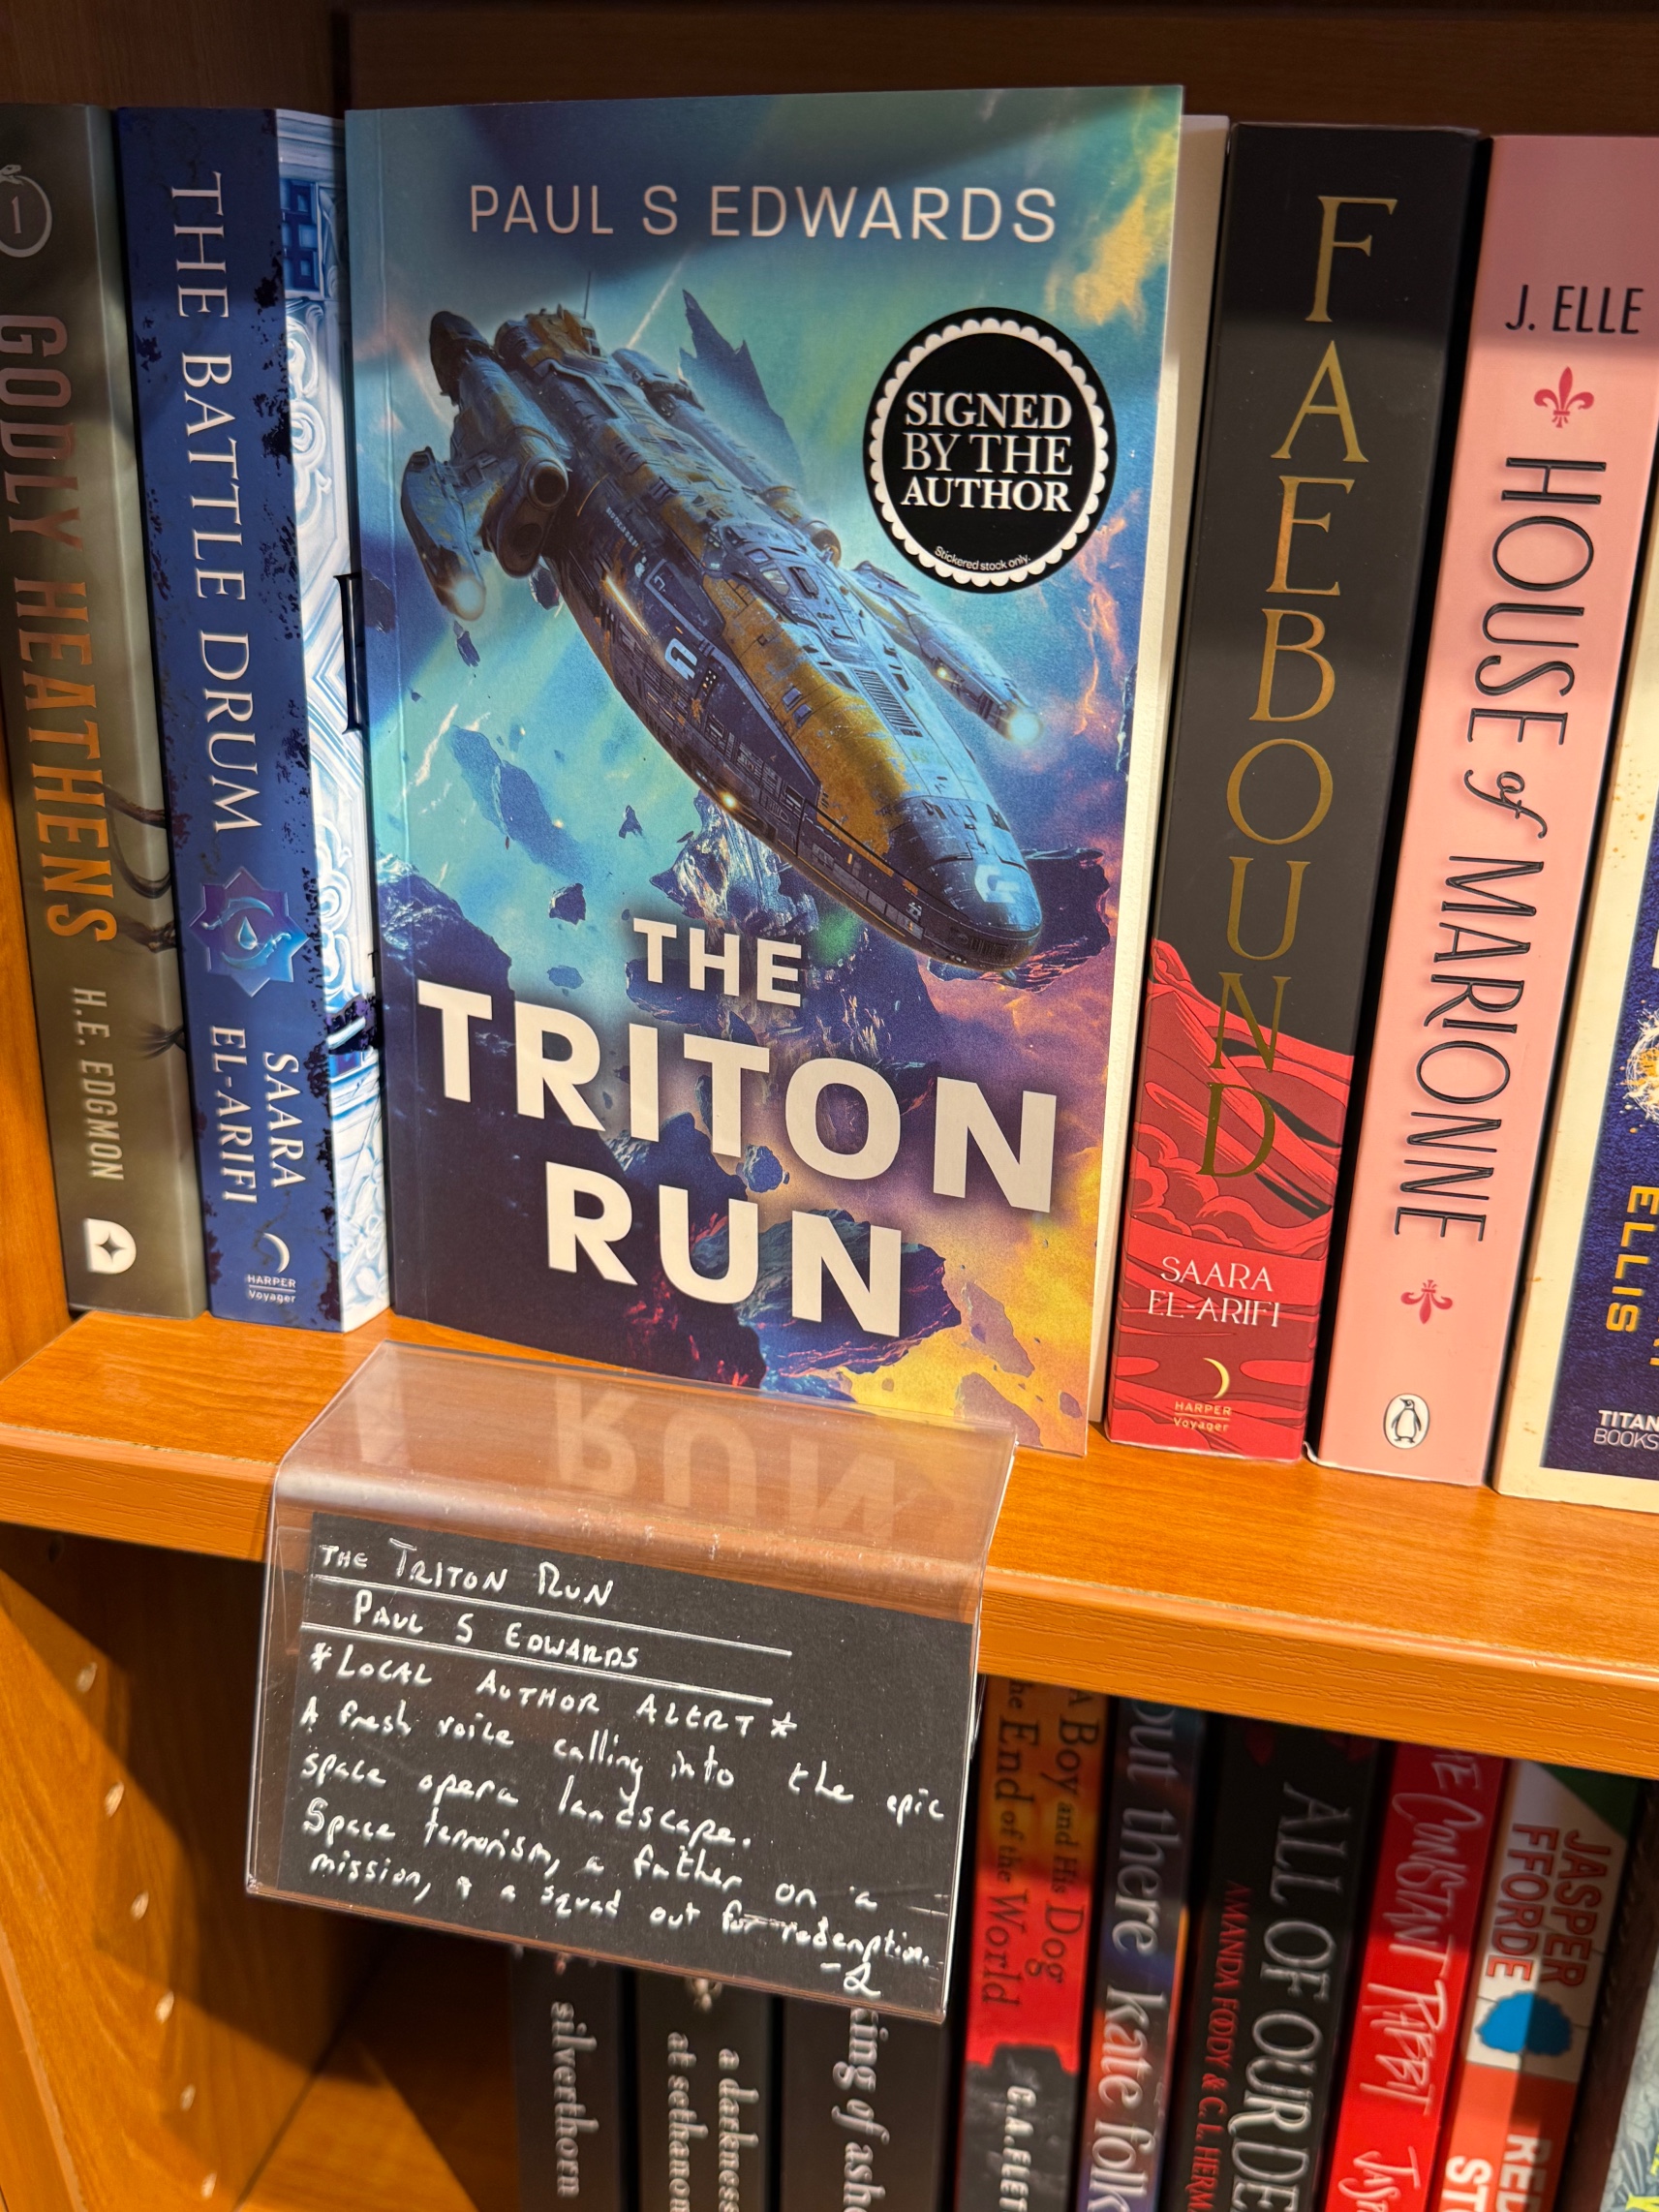 1
GODLY HEATHENS
H.E. EDGMON
THE BATTLE DRUM
SAARA
EL-ARIFI
HARPER
Voyager
PAUL S EDWARDS
SIGNED
BY THE
AUTHOR
Stickered stock only.
THE
TRITON
RUN
FAEBOUND
SAARA
EL-ARIFI
HARPER
Voyager
J. ELLE
HOUSE of MARIONNE
ELLIS
TITAN
BOOKS
THE TRITON RUN
PAUL S EDWARDS
*LOCAL AUTHOR ALERT*
A fresh voice calling into the epic
space opera landscape.
Space terrorism, a father on a
mission, & a squad out for redemption.
silverthorn
a darkness
at sethanon
A Boy and His Dog
the End of the World
C.A.FLET
out there
kate folk
ALL OF OUR DE
AMANDA FOODY & C. L. HERM
THE CONSTANT RABBIT
JASPER
FFORDE